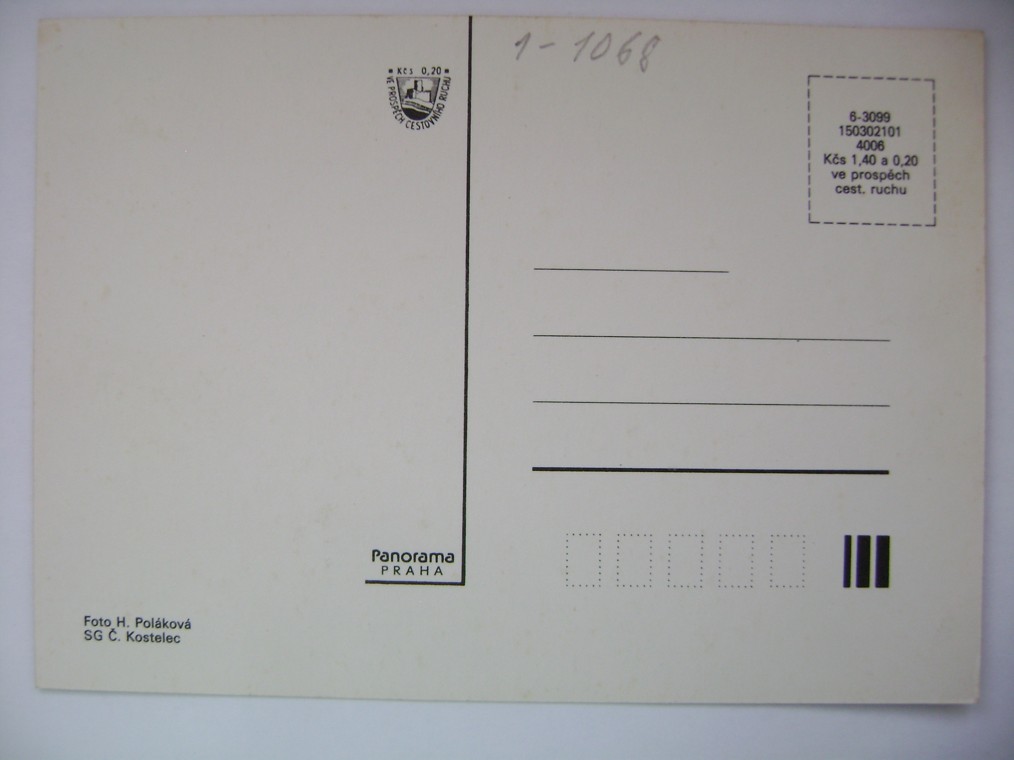 1-1068
Kčs 0,20
VE PROSPĚCH CESTOVNÍHO RUCHU
6-3099
150302101
4006
Kčs 1,40 a 0,20
ve prospěch
cest. ruchu
Panorama
PRAHA
Foto H. Poláková
SG Č. Kostelec